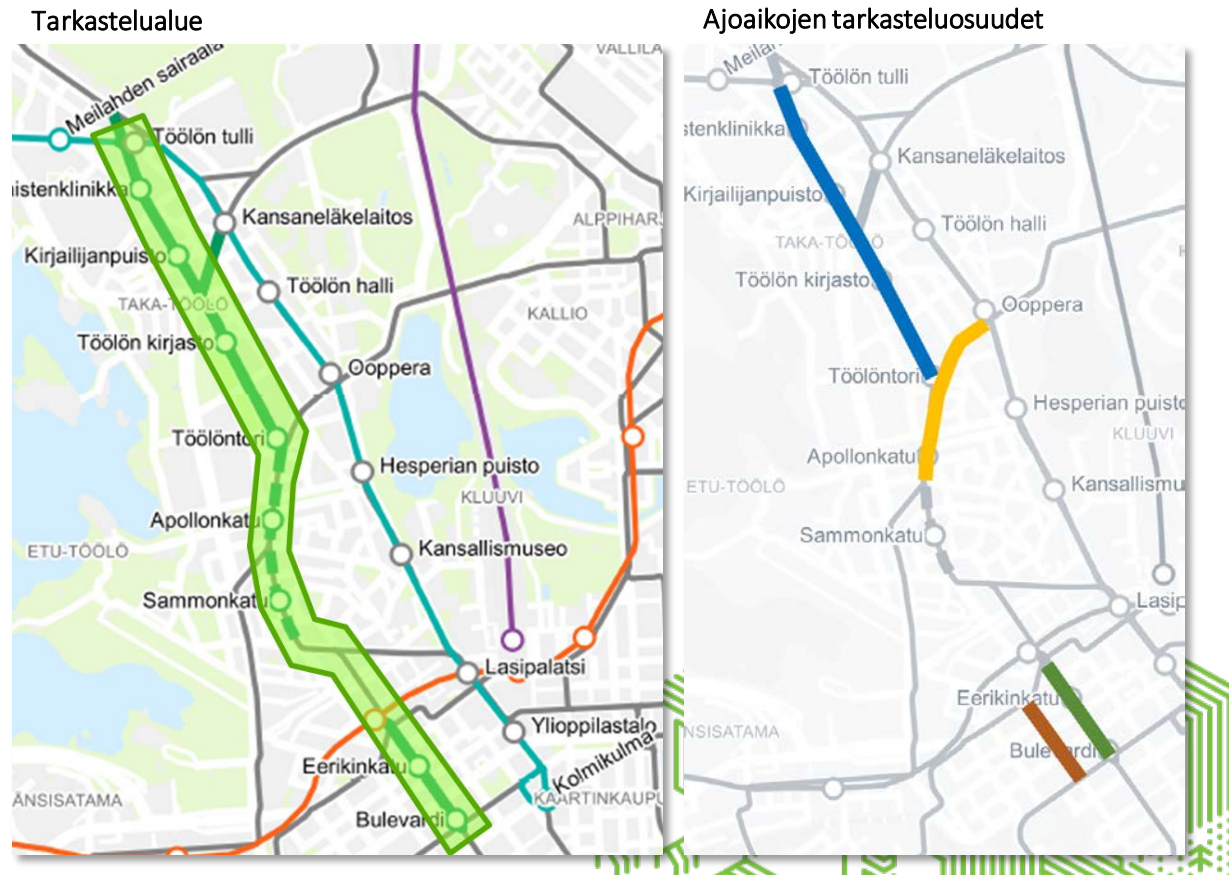 Tarkastelualue
Meilahden sairaala
VALLILA
Töölön tulli
istenklinikka
Kansaneläkelaitos
ALPPIHARJ
Kirjailijanpuisto
Töölön halli
TAKA-TÖÖLÖ
KALLIO
Töölön kirjasto
Ooppera
Töölöntori
Hesperian puisto
KLUUVI
Apollonkatu
ETU-TÖÖLÖ
Kansallismuseo
Sammonkatu
Lasipalatsi
Ylioppilastalo
Eerikinkatu
Kolmikulma
ÄNSISATAMA
KAARTINKAUPU
Bulevardi
Ajoaikojen tarkasteluosuudet
Meilah
Töölön tulli
stenklinikka
Kansaneläkelaitos
Kirjailijanpuisto
Töölön halli
TAKA-TÖÖLÖ
Töölön kirjasto
Ooppera
Töölöntori
Hesperian puisto
KLUUVI
Apollonkatu
ETU-TÖÖLÖ
Kansallismu
Sammonkatu
Lasip
Eerikinkatu
NSISATAMA
Bulevardi